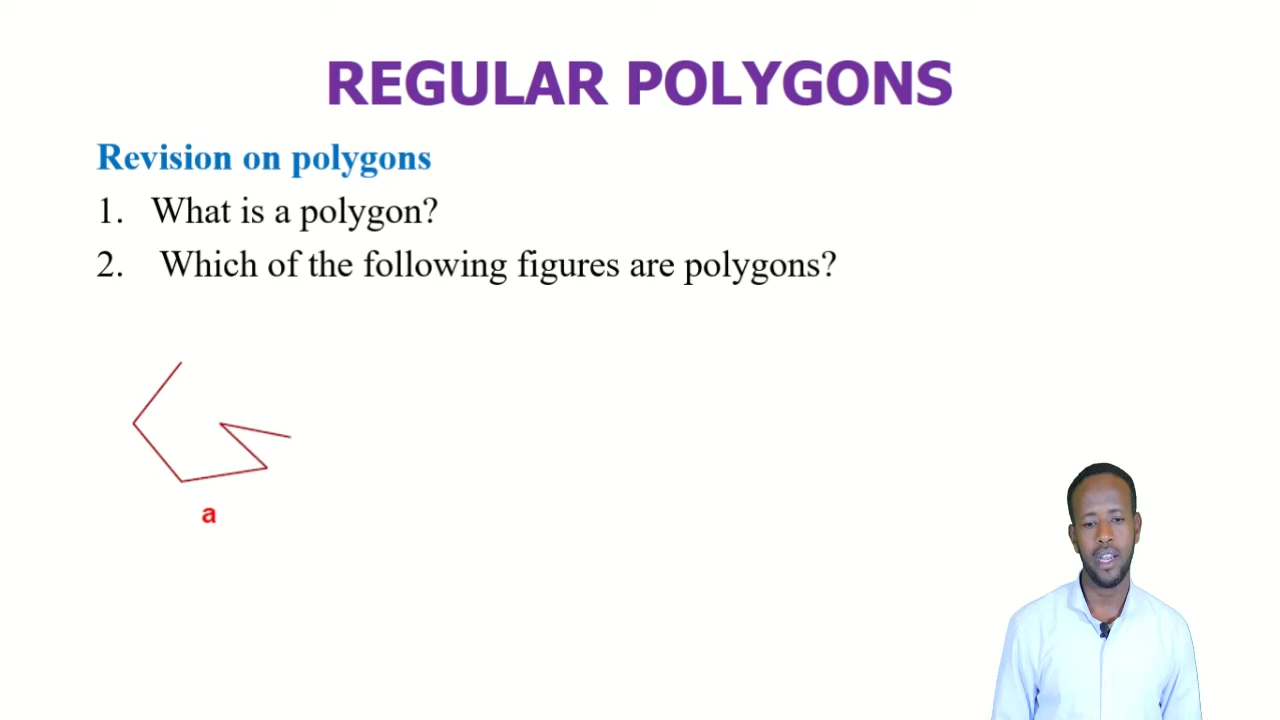 REGULAR POLYGONS
Revision on polygons
1. What is a polygon?
2. Which of the following figures are polygons?
a